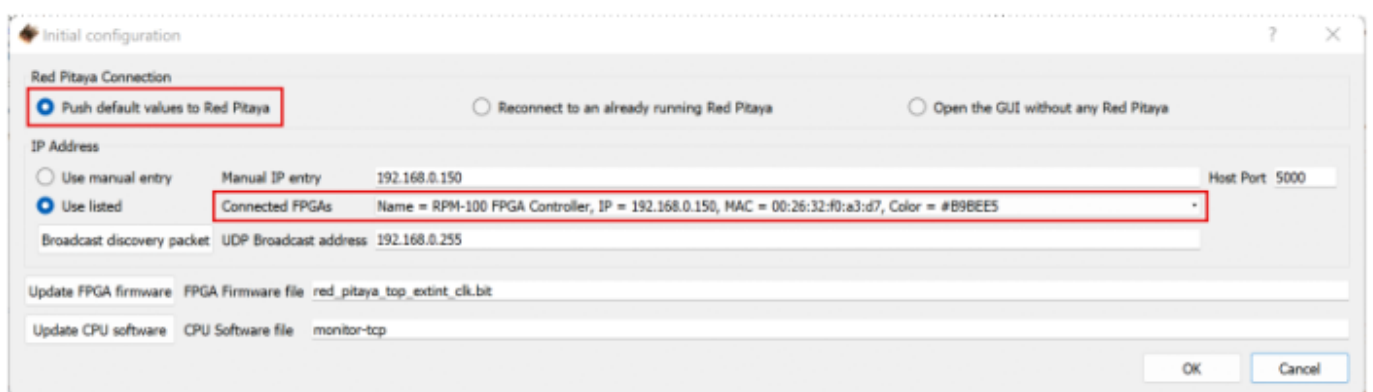 Initial configuration
Red Pitaya Connection
Push default values to Red Pitaya Reconnect to an already running Red Pitaya Open the GUI without any Red Pitaya
IP Address
Use manual entry Manual IP entry 192.168.0.150 Host Port 5000
Use listed Connected FPGAs Name = RPM-100 FPGA Controller, IP = 192.168.0.150, MAC = 00:26:32:f0:a3:d7, Color = #B9BEE5
Broadcast discovery packet UDP Broadcast address 192.168.0.255
Update FPGA firmware FPGA Firmware file red_pitaya_top_extint_clk.bit
Update CPU software CPU Software file monitor-tcp
OK Cancel